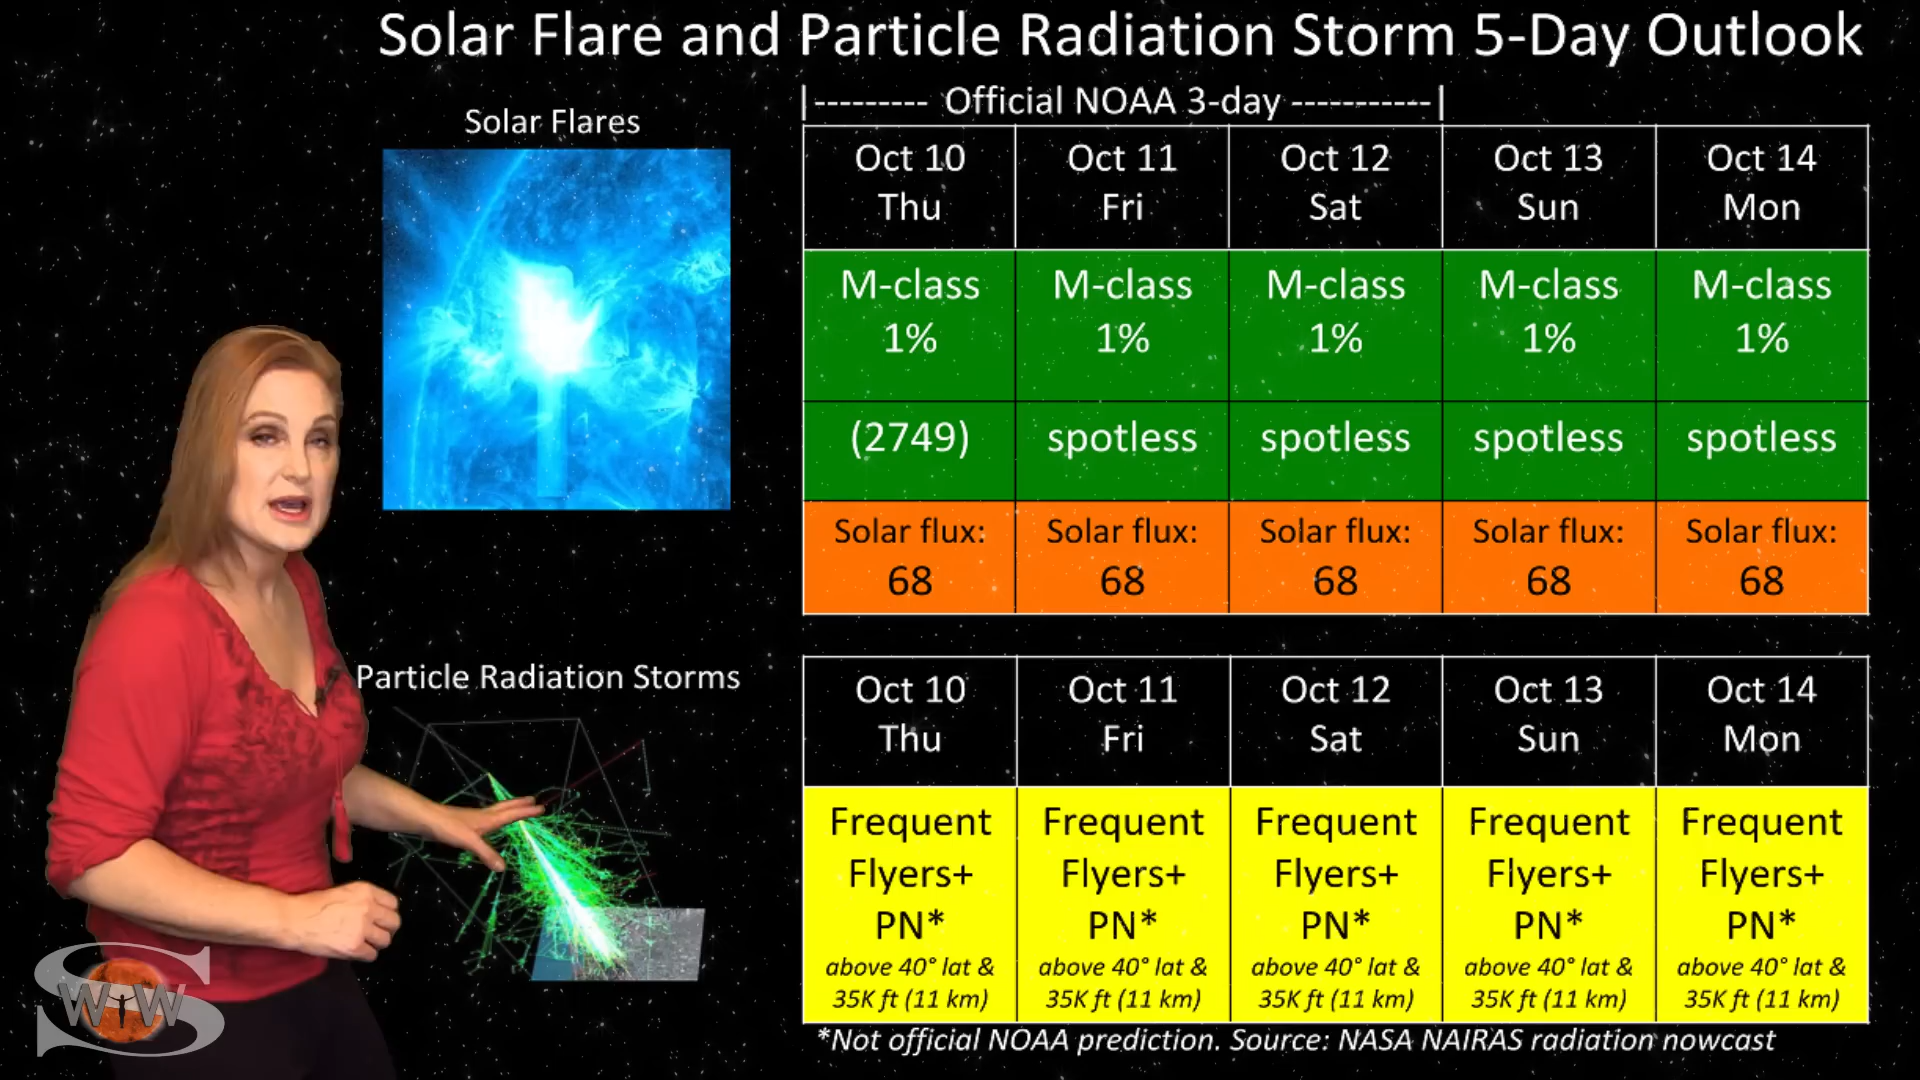 Solar Flare and Particle Radiation Storm 5-Day Outlook
|--------- Official NOAA 3-day -----------|
Solar Flares
Oct 10 Oct 11 Oct 12 Oct 13 Oct 14
Thu Fri Sat Sun Mon
M-class M-class M-class M-class M-class
1% 1% 1% 1% 1%
(2749) spotless spotless spotless spotless
Solar flux: Solar flux: Solar flux: Solar flux: Solar flux:
68 68 68 68 68
Particle Radiation Storms
Oct 10 Oct 11 Oct 12 Oct 13 Oct 14
Thu Fri Sat Sun Mon
Frequent Frequent Frequent Frequent Frequent
Flyers+ Flyers+ Flyers+ Flyers+ Flyers+
PN* PN* PN* PN* PN*
above 40° lat & above 40° lat & above 40° lat & above 40° lat & above 40° lat &
35K ft (11 km) 35K ft (11 km) 35K ft (11 km) 35K ft (11 km) 35K ft (11 km)
*Not official NOAA prediction. Source: NASA NAIRAS radiation nowcast
S
WiW